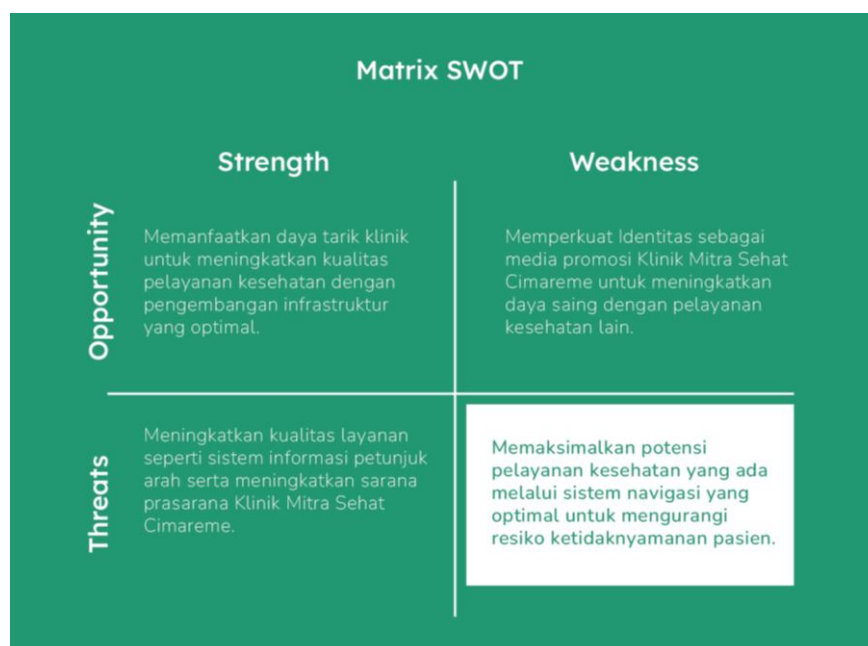 Matrix SWOT
Strength
Weakness
Opportunity
Memanfaatkan daya tarik klinik
untuk meningkatkan kualitas
pelayanan kesehatan dengan
pengembangan infrastruktur
yang optimal.
Memperkuat Identitas sebagai
media promosi Klinik Mitra Sehat
Cimareme untuk meningkatkan
daya saing dengan pelayanan
kesehatan lain.
Threats
Meningkatkan kualitas layanan
seperti sistem informasi petunjuk
arah serta meningkatkan sarana
prasarana Klinik Mitra Sehat
Cimareme.
Memaksimalkan potensi
pelayanan kesehatan yang ada
melalui sistem navigasi yang
optimal untuk mengurangi
resiko ketidaknyamanan pasien.